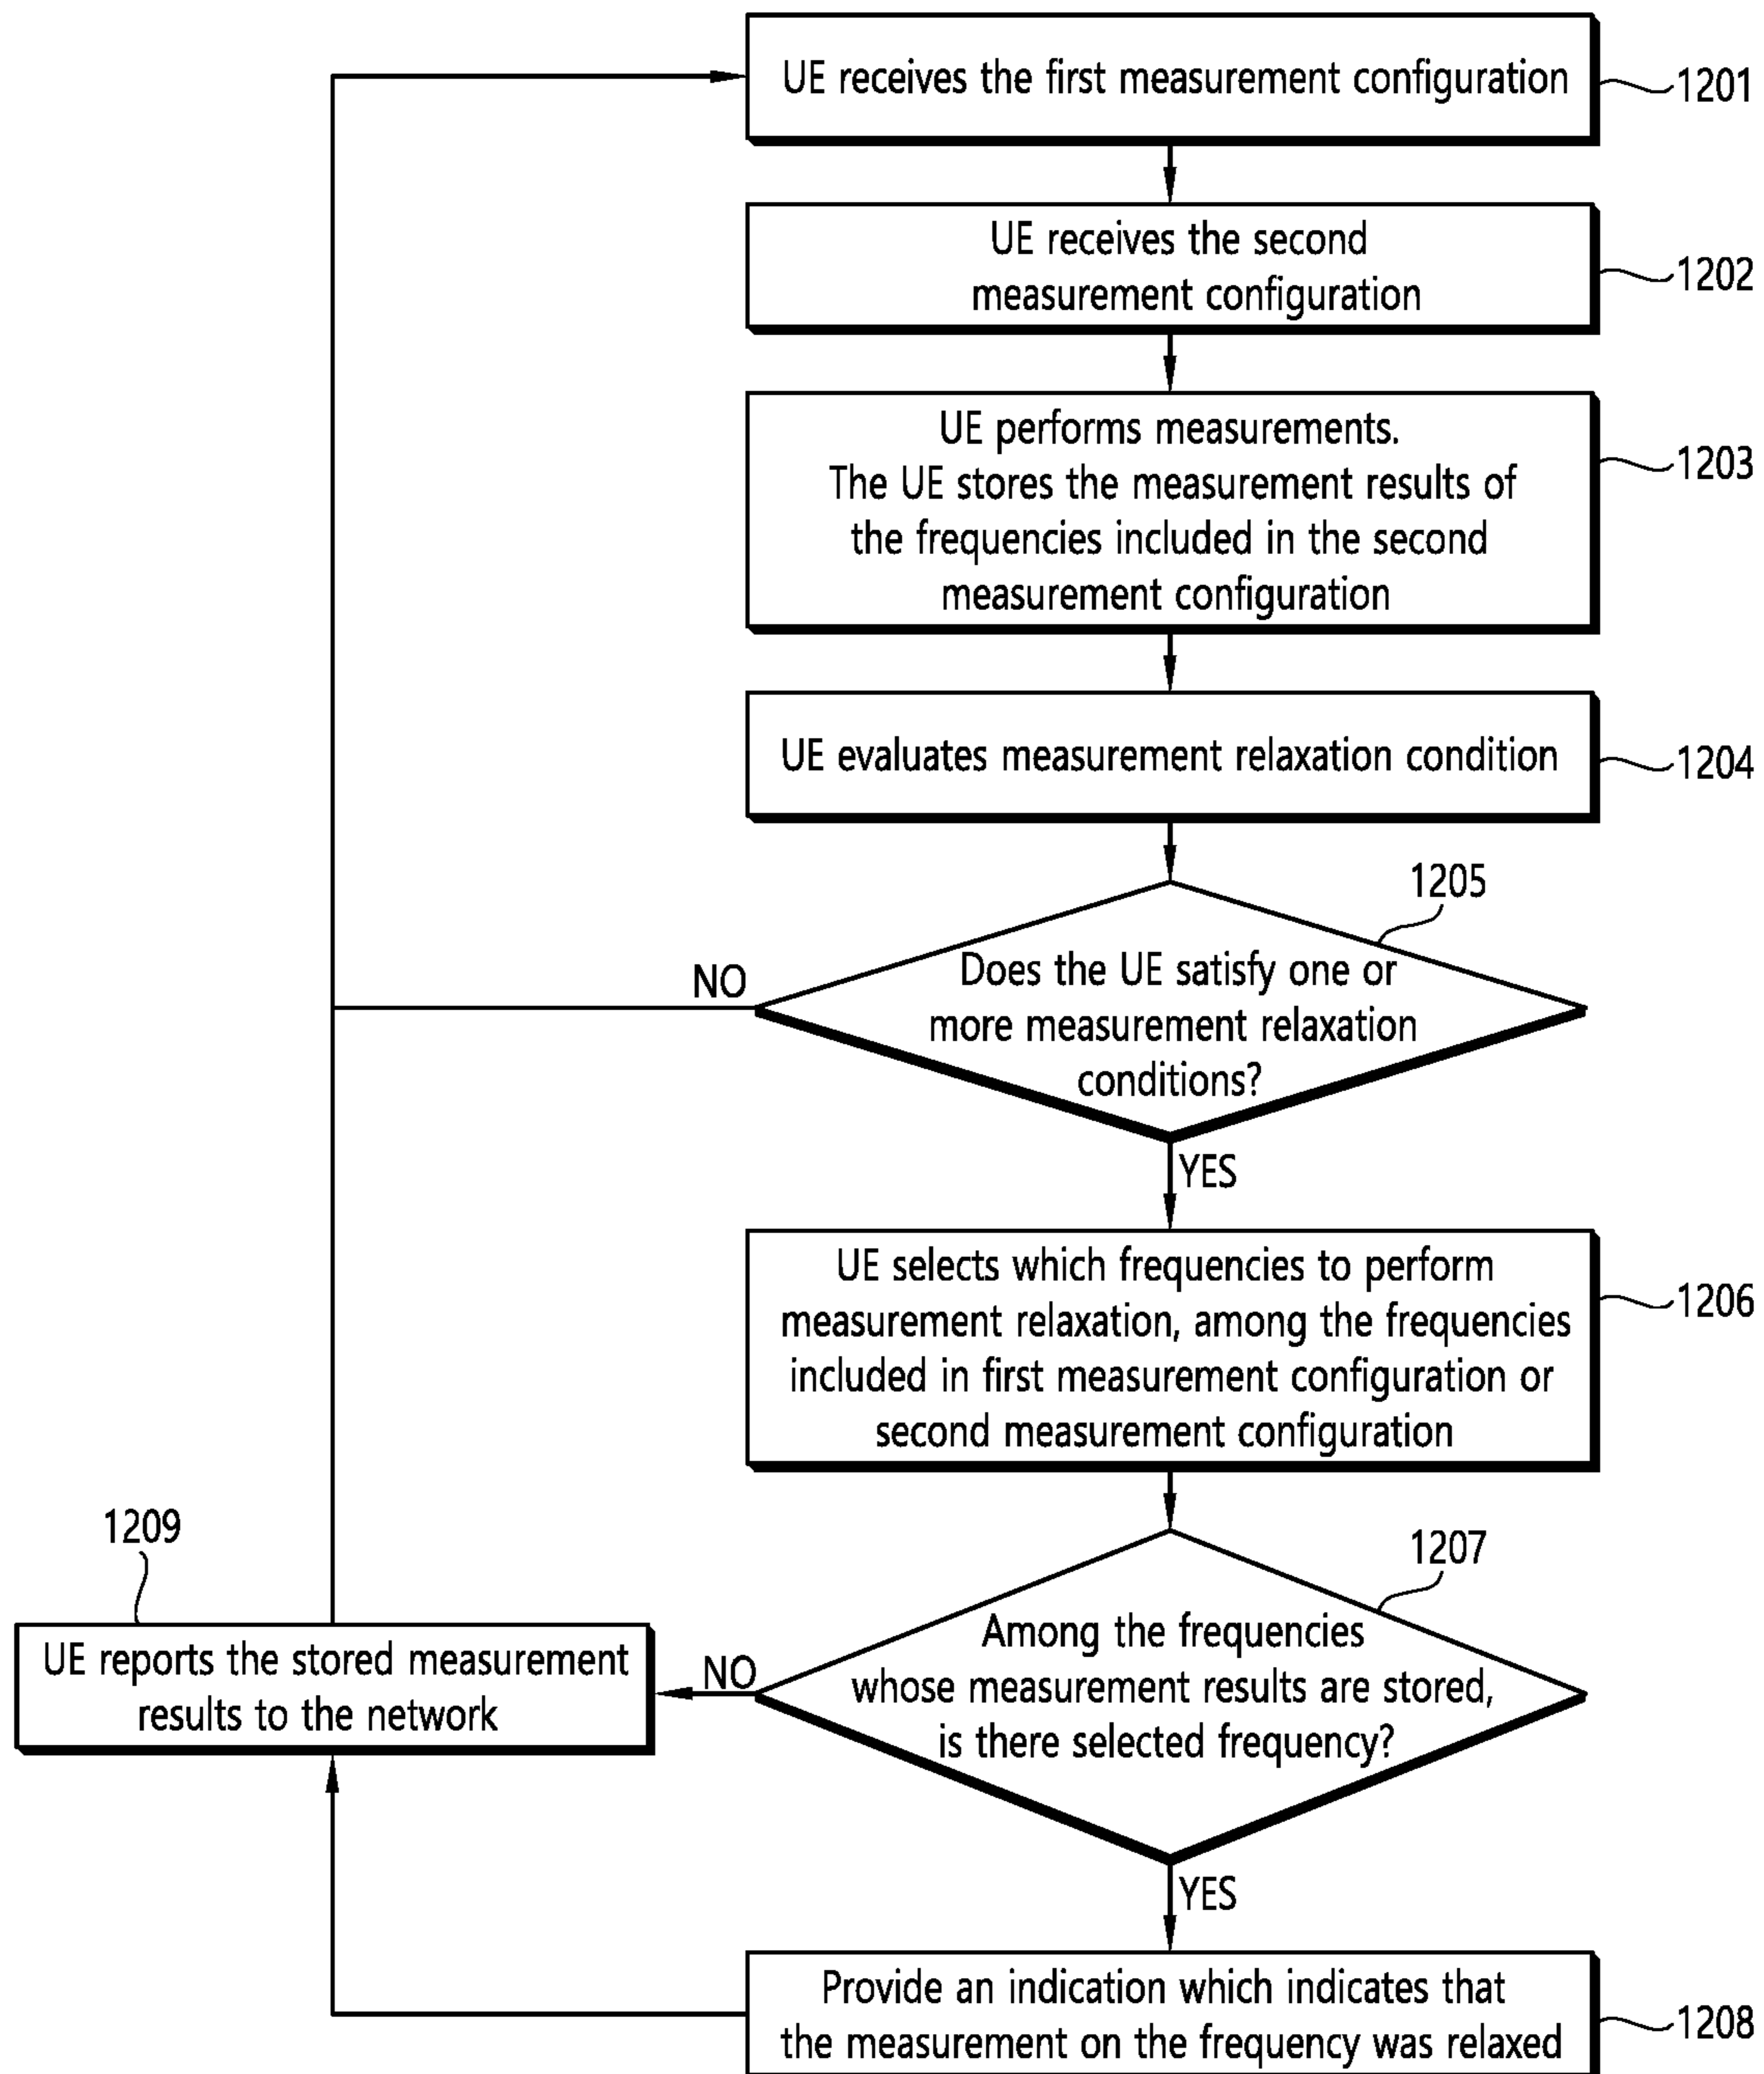 UE receives the first measurement configuration
1201
UE receives the second
measurement configuration
1202
UE performs measurements.
The UE stores the measurement results of
the frequencies included in the second
measurement configuration
1203
UE evaluates measurement relaxation condition
1204
1205
Does the UE satisfy one or
more measurement relaxation
conditions?
NO
YES
UE selects which frequencies to perform
measurement relaxation, among the frequencies
included in first measurement configuration or
second measurement configuration
1206
1207
Among the frequencies
whose measurement results are stored,
is there selected frequency?
NO
YES
1209
UE reports the stored measurement
results to the network
Provide an indication which indicates that
the measurement on the frequency was relaxed
1208